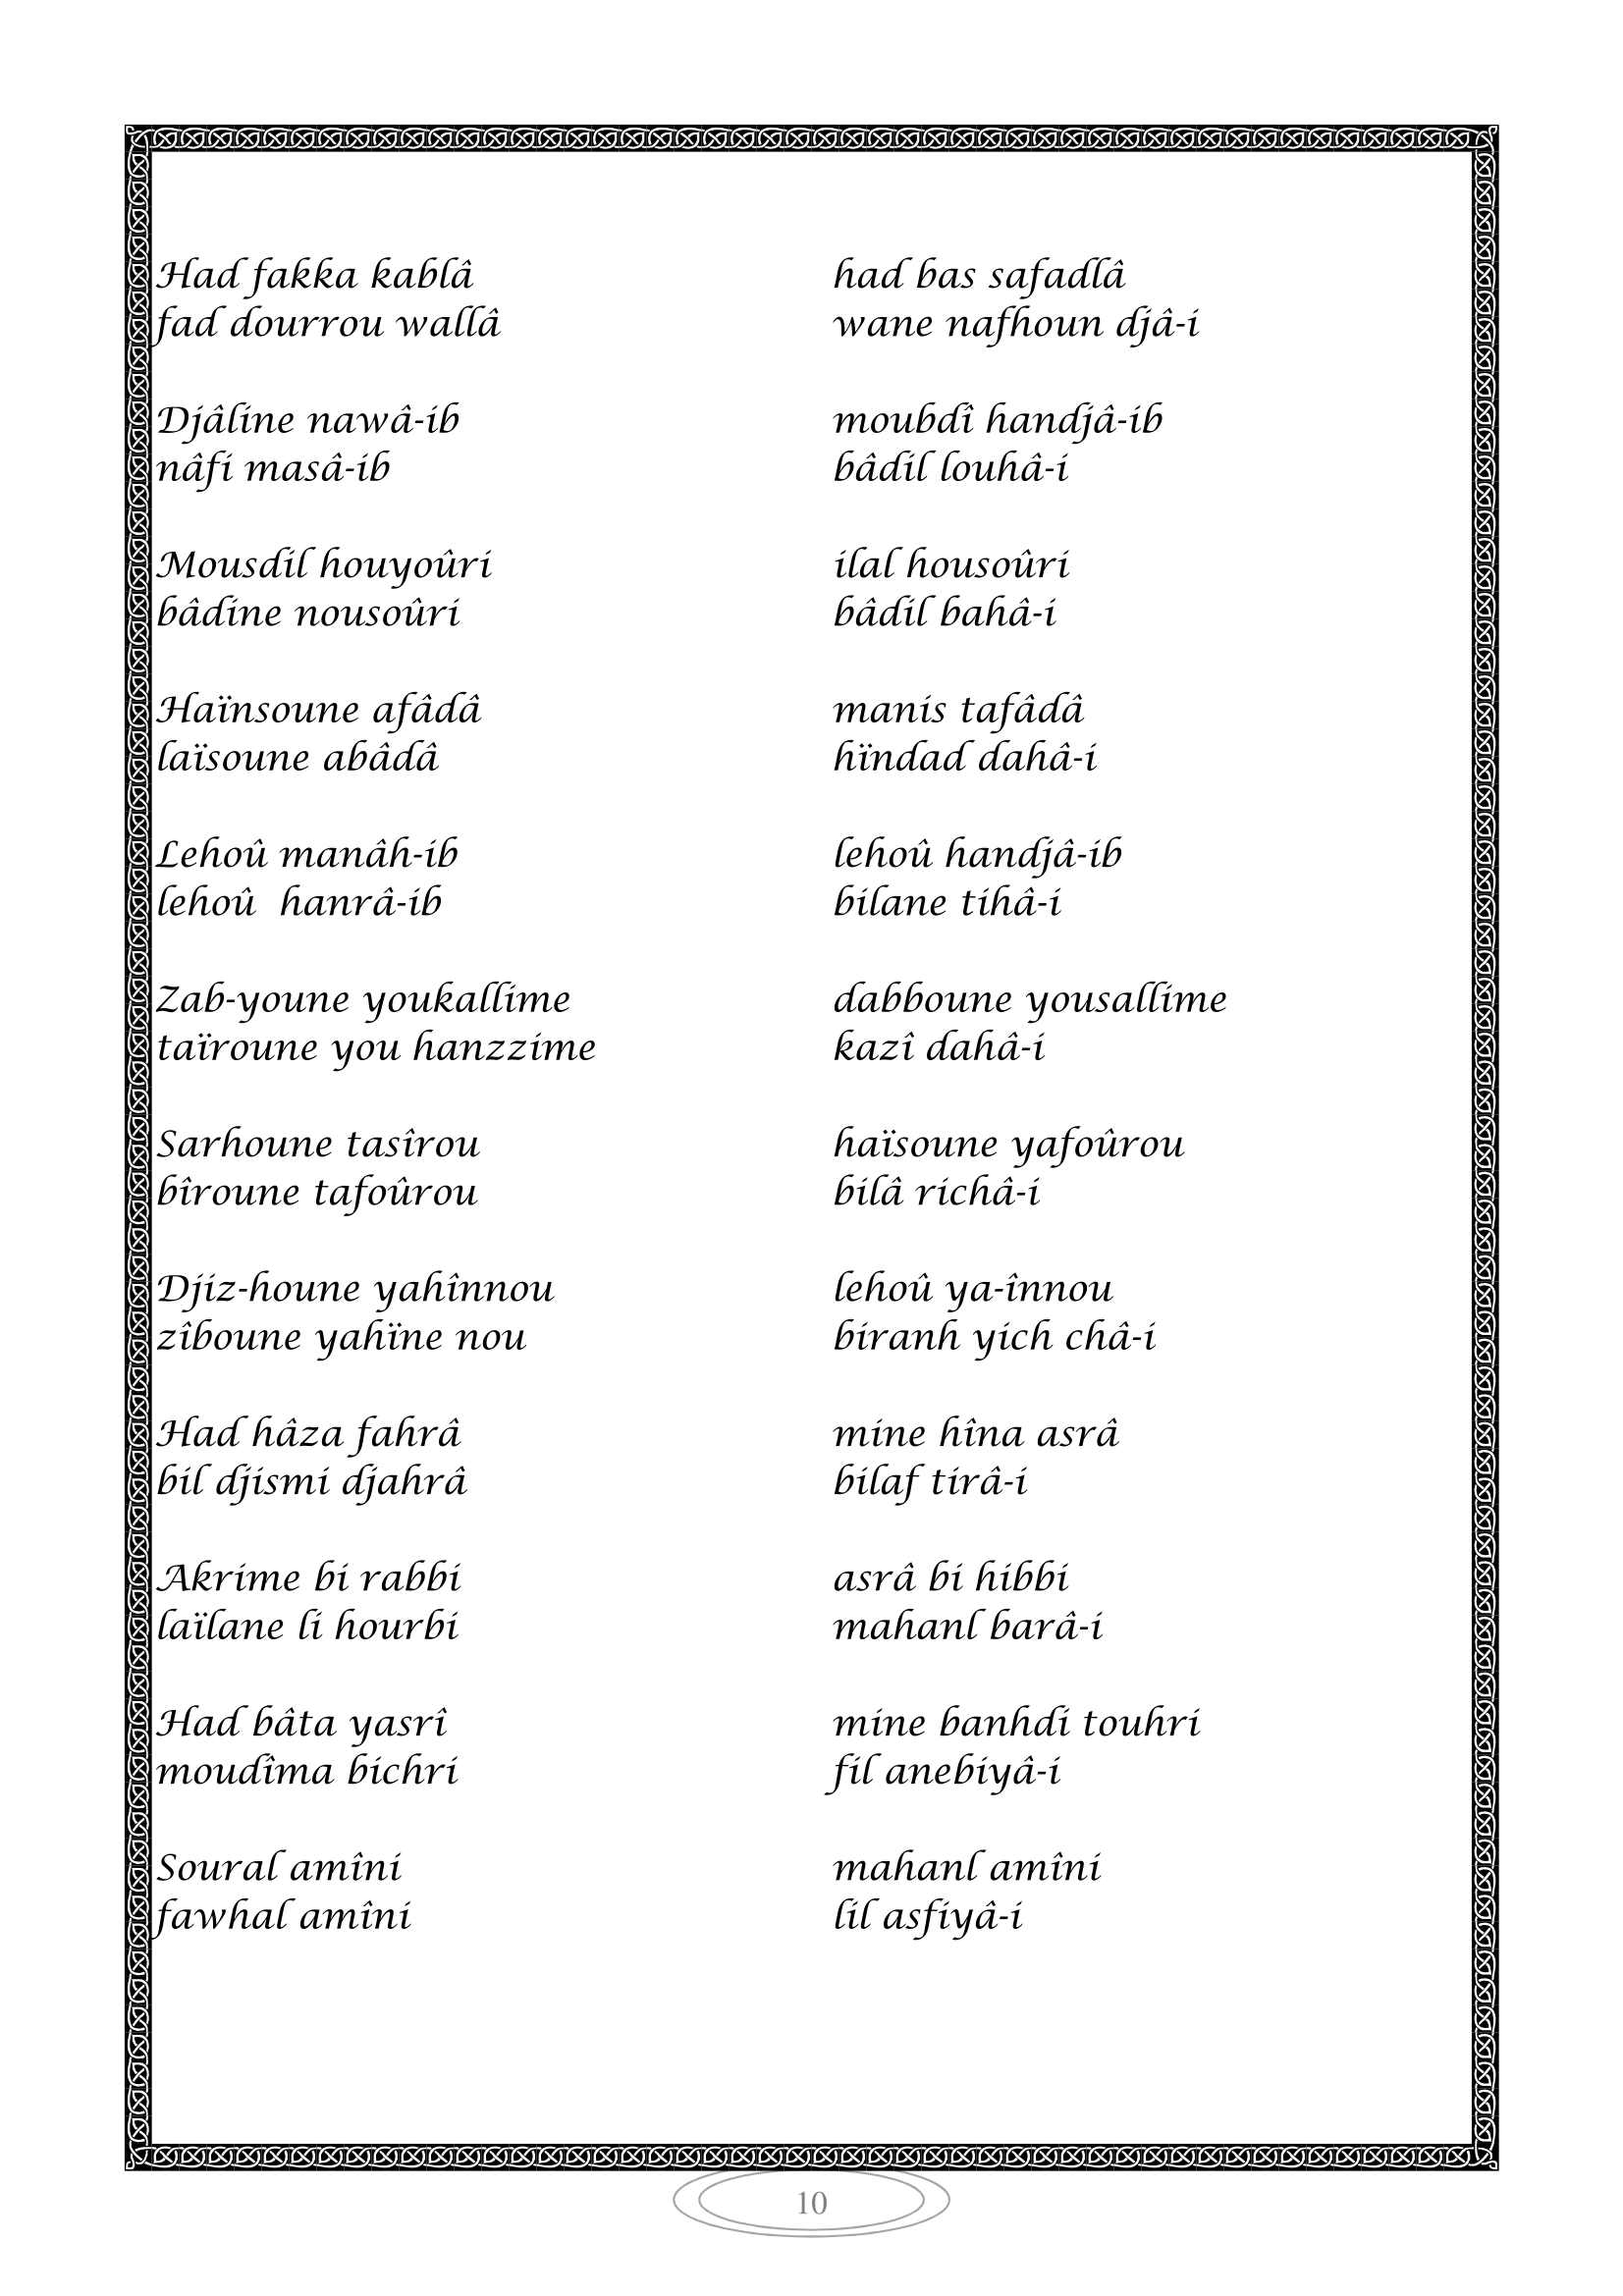 Had fakka kablâ had bas safadlâ
fad dourrou wallâ wane nafhoun djâ-i
Djâline nawâ-ib moubdî handjâ-ib
nâfi masâ-ib bâdil louhâ-i
Mousdil houyoûri ilal housoûri
bâdine nousoûri bâdil bahâ-i
Haïnsoune afâdâ manis tafâdâ
laïsoune abâdâ hïndad dahâ-i
Lehoû manâh-ib lehoû handjâ-ib
lehoû hanrâ-ib bilane tihâ-i
Zab-youne youkallime dabboune yousallime
taïroune you hanzzime kazî dahâ-i
Sarhoune tasîrou haïsoune yafoûrou
bîroune tafoûrou bilâ richâ-i
Djiz-houne yahînnou lehoû ya-înnou
zîboune yahïne nou biranh yich châ-i
Had hâza fahrâ mine hîna asrâ
bil djismi djahrâ bilaf tirâ-i
Akrime bi rabbi asrâ bi hibbi
laïlane li hourbi mahanl barâ-i
Had bâta yasrî mine banhdi touhri
moudîma bichri fil anebiyâ-i
Soural amîni mahanl amîni
fawhal amîni lil asfiyâ-i
10